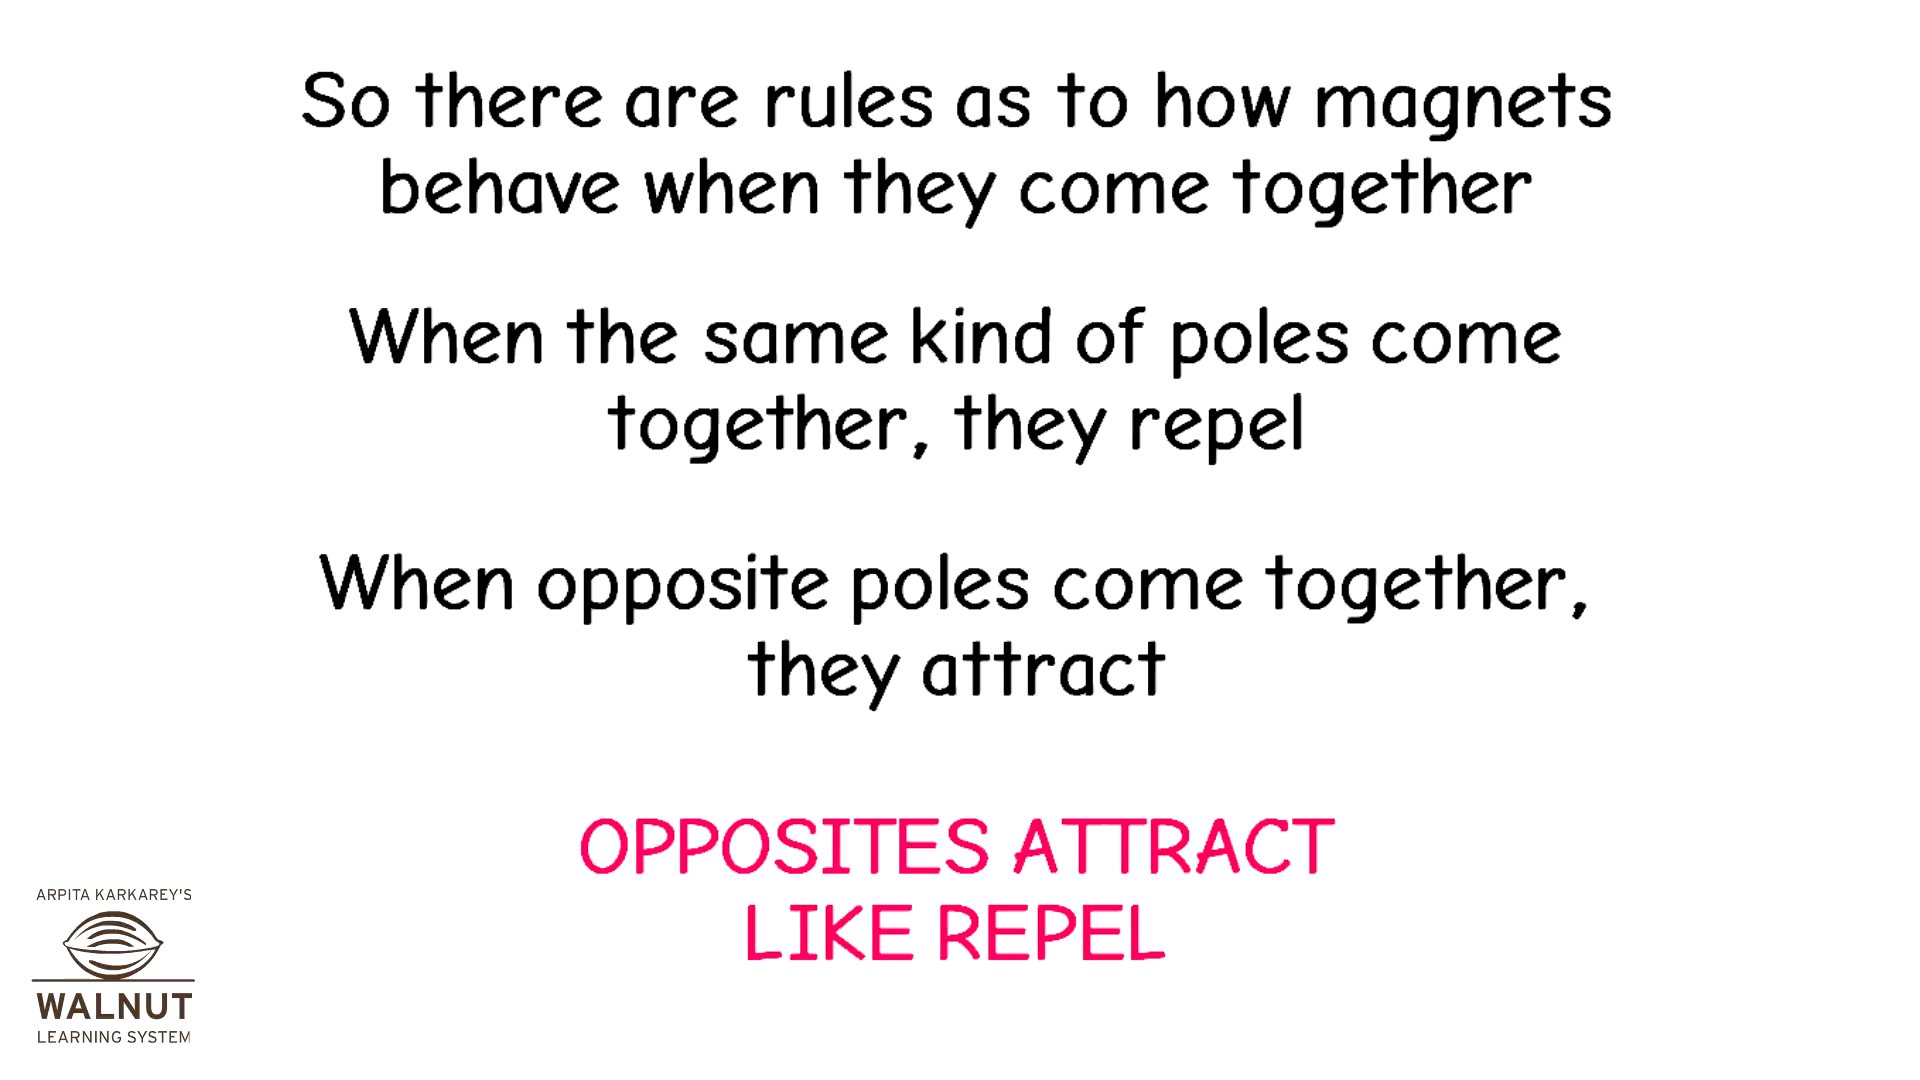 So there are rules as to how magnets
behave when they come together
When the same kind of poles come
together, they repel
When opposite poles come together,
they attract
OPPOSITES ATTRACT
LIKE REPEL
ARPITA KARKAREY'S
WALNUT
LEARNING SYSTEM